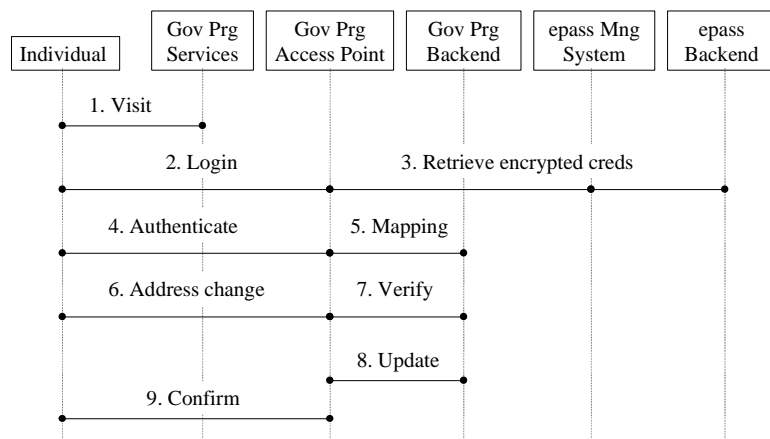 Individual
Gov Prg
Services
Gov Prg
Access Point
Gov Prg
Backend
epass Mng
System
epass
Backend
1. Visit
2. Login
3. Retrieve encrypted creds
4. Authenticate
5. Mapping
6. Address change
7. Verify
8. Update
9. Confirm